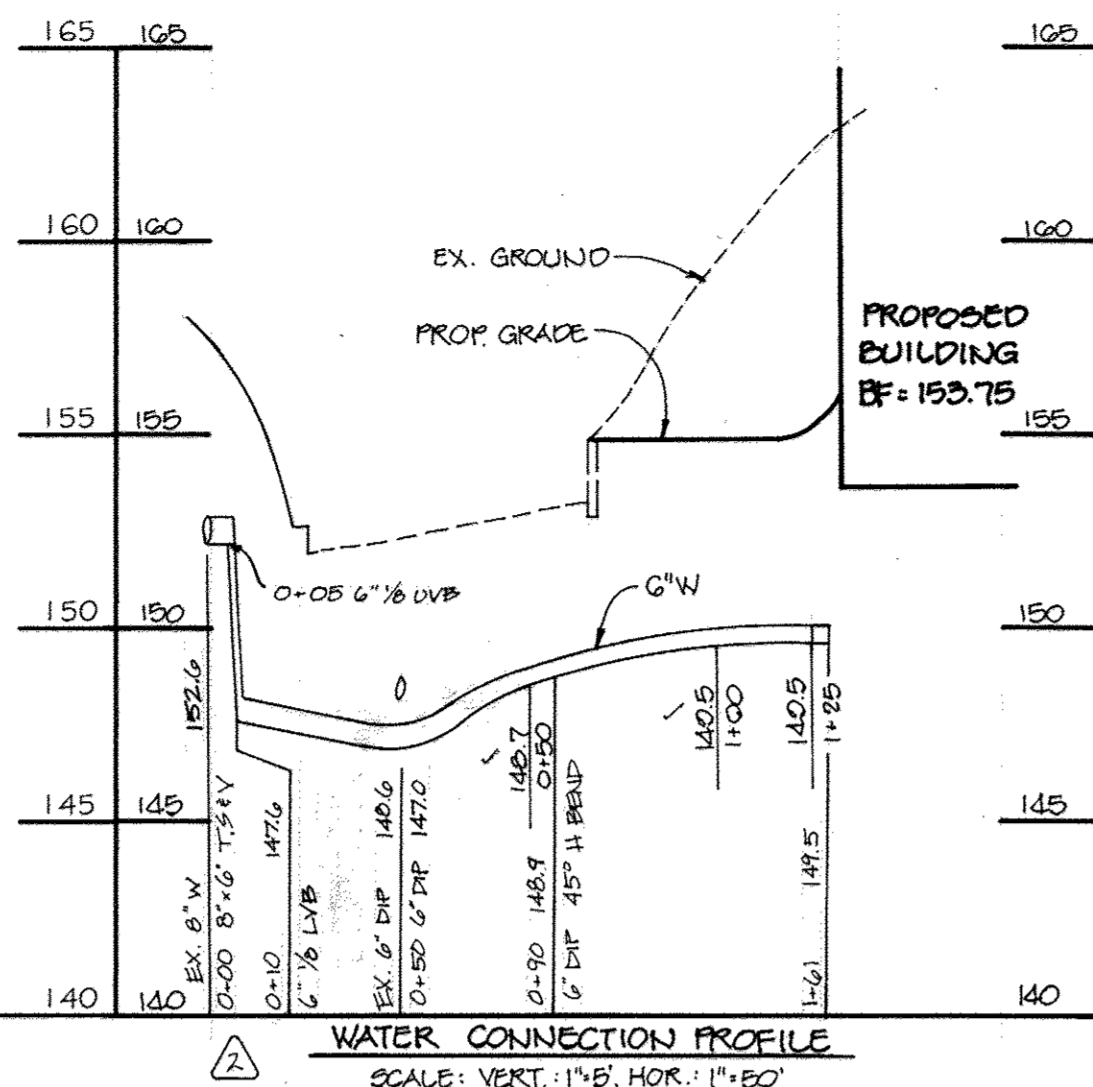 165 165 165
160 160 160
EX. GROUND
PROP. GRADE
PROPOSED
BUILDING
BF = 153.75
155 155 155
0+05 6" 1/8 UVB
6"W
150 150 150
152.6
148.7
0+50
140.5
1+00
140.5
1+25
145 145 145
EX. 8" W
0+00 8"x6" T.S & V
0+10 147.6
6" 1/8 LVB
EX. 6" DIP 148.6
0+50 6" DIP 147.0
0+90 148.9
6" DIP 45° H BEND
1+61 149.5
140 140 140
2
WATER CONNECTION PROFILE
SCALE: VERT.: 1"=5', HOR.: 1"=50'